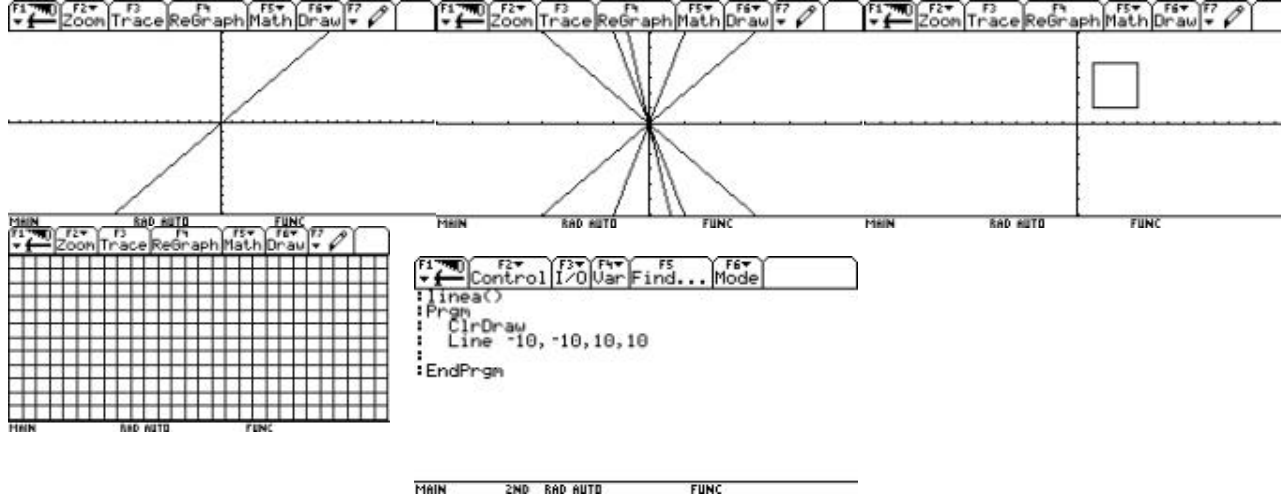 F1 F2 F3 F4 F5 F6 F7
Zoom Trace ReGraph Math Draw
MAIN RAD AUTO FUNC
F1 F2 F3 F4 F5 F6 F7
Zoom Trace ReGraph Math Draw
MAIN RAD AUTO FUNC
F1 F2 F3 F4 F5 F6 F7
Zoom Trace ReGraph Math Draw
MAIN RAD AUTO FUNC
F1 F2 F3 F4 F5 F6 F7
Zoom Trace ReGraph Math Draw
MAIN RAD AUTO FUNC
F1 F2 F3 F4 F5 F6
Control I/O Var Find... Mode
:linea()
:Prgm
: ClrDraw
: Line -10,-10,10,10
:
:EndPrgm
MAIN 2ND RAD AUTO FUNC